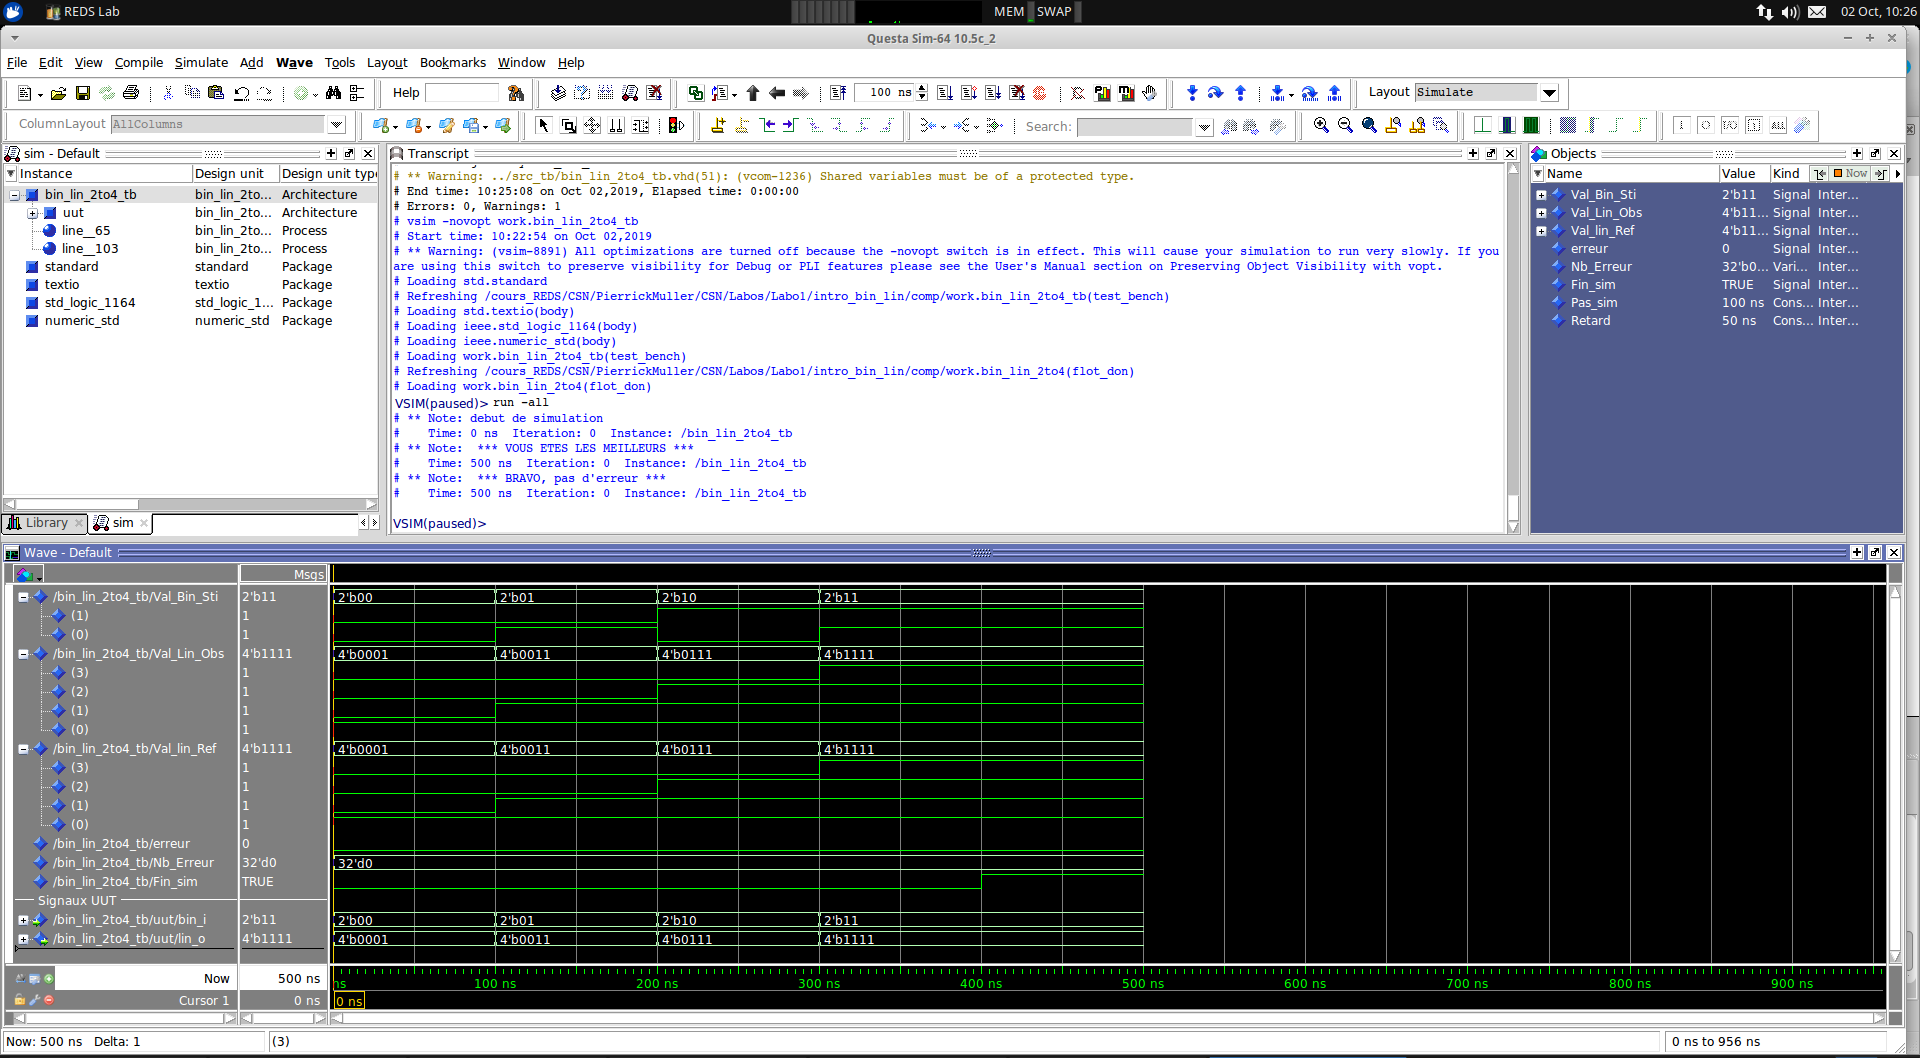 REDS Lab
MEM SWAP
02 Oct, 10:26
Questa Sim-64 10.5c_2
File Edit View Compile Simulate Add Wave Tools Layout Bookmarks Window Help
Help
100 ns
Layout Simulate
ColumnLayout AllColumns
Search:
sim - Default
Instance Design unit Design unit type
bin_lin_2to4_tb bin_lin_2to... Architecture
uut bin_lin_2to... Architecture
line__65 bin_lin_2to... Process
line__103 bin_lin_2to... Process
standard standard Package
textio textio Package
std_logic_1164 std_logic_1... Package
numeric_std numeric_std Package
Library sim
Transcript
# ** Warning: ../src_tb/bin_lin_2to4_tb.vhd(51): (vcom-1236) Shared variables must be of a protected type.
# End time: 10:25:08 on Oct 02,2019, Elapsed time: 0:00:00
# Errors: 0, Warnings: 1
# vsim -novopt work.bin_lin_2to4_tb
# Start time: 10:22:54 on Oct 02,2019
# ** Warning: (vsim-8891) All optimizations are turned off because the -novopt switch is in effect. This will cause your simulation to run very slowly. If you
are using this switch to preserve visibility for Debug or PLI features please see the User's Manual section on Preserving Object Visibility with vopt.
# Loading std.standard
# Refreshing /cours_REDS/CSN/PierrickMuller/CSN/Labos/Labo1/intro_bin_lin/comp/work.bin_lin_2to4_tb(test_bench)
# Loading std.textio(body)
# Loading ieee.std_logic_1164(body)
# Loading ieee.numeric_std(body)
# Loading work.bin_lin_2to4_tb(test_bench)
# Refreshing /cours_REDS/CSN/PierrickMuller/CSN/Labos/Labo1/intro_bin_lin/comp/work.bin_lin_2to4(flot_don)
# Loading work.bin_lin_2to4(flot_don)
VSIM(paused)> run -all
# ** Note: debut de simulation
# Time: 0 ns Iteration: 0 Instance: /bin_lin_2to4_tb
# ** Note: *** VOUS ETES LES MEILLEURS ***
# Time: 500 ns Iteration: 0 Instance: /bin_lin_2to4_tb
# ** Note: *** BRAVO, pas d'erreur ***
# Time: 500 ns Iteration: 0 Instance: /bin_lin_2to4_tb
VSIM(paused)>
Objects
Name Value Kind Now
Val_Bin_Sti 2'b11 Signal Inter...
Val_Lin_Obs 4'b11... Signal Inter...
Val_lin_Ref 4'b11... Signal Inter...
erreur 0 Signal Inter...
Nb_Erreur 32'b0... Vari... Inter...
Fin_sim TRUE Signal Inter...
Pas_sim 100 ns Cons... Inter...
Retard 50 ns Cons... Inter...
Wave - Default
Msgs
/bin_lin_2to4_tb/Val_Bin_Sti 2'b11 2'b00 2'b01 2'b10 2'b11
(1) 1
(0) 1
/bin_lin_2to4_tb/Val_Lin_Obs 4'b1111 4'b0001 4'b0011 4'b0111 4'b1111
(3) 1
(2) 1
(1) 1
(0) 1
/bin_lin_2to4_tb/Val_lin_Ref 4'b1111 4'b0001 4'b0011 4'b0111 4'b1111
(3) 1
(2) 1
(1) 1
(0) 1
/bin_lin_2to4_tb/erreur 0
/bin_lin_2to4_tb/Nb_Erreur 32'd0 32'd0
/bin_lin_2to4_tb/Fin_sim TRUE
Signaux UUT
/bin_lin_2to4_tb/uut/bin_i 2'b11 2'b00 2'b01 2'b10 2'b11
/bin_lin_2to4_tb/uut/lin_o 4'b1111 4'b0001 4'b0011 4'b0111 4'b1111
Now 500 ns ns 100 ns 200 ns 300 ns 400 ns 500 ns 600 ns 700 ns 800 ns 900 ns
Cursor 1 0 ns 0 ns
Now: 500 ns Delta: 1 (3) 0 ns to 956 ns